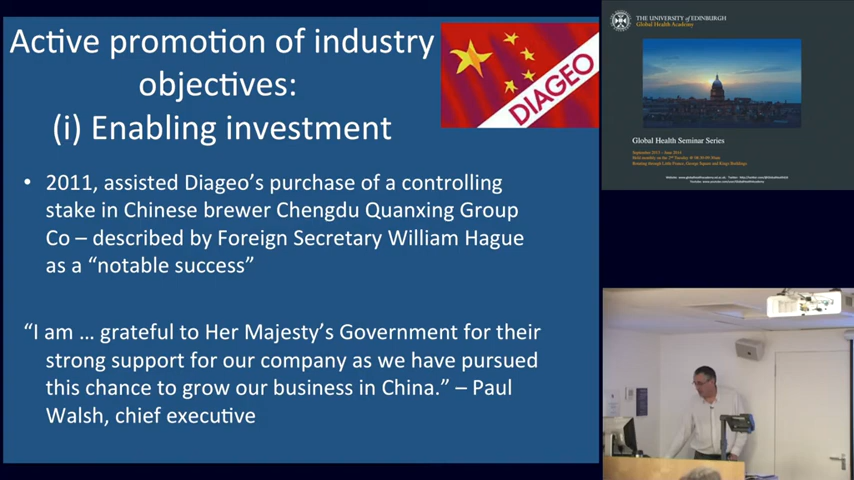 Active promotion of industry
objectives:
(i) Enabling investment
DIAGEO
• 2011, assisted Diageo's purchase of a controlling
stake in Chinese brewer Chengdu Quanxing Group
Co – described by Foreign Secretary William Hague
as a "notable success"
"I am … grateful to Her Majesty's Government for their
strong support for our company as we have pursued
this chance to grow our business in China." – Paul
Walsh, chief executive
THE UNIVERSITY OF EDINBURGH
Global Health Academy
Global Health Seminar Series